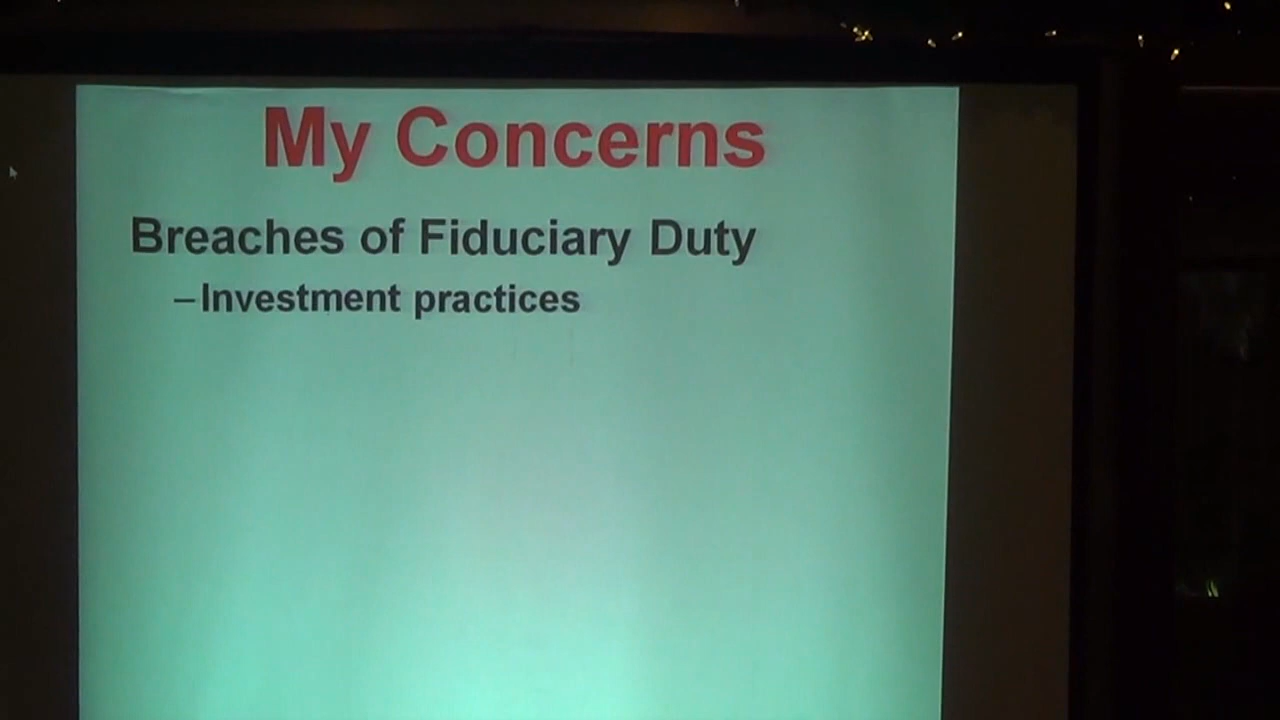 My Concerns
Breaches of Fiduciary Duty
–Investment practices